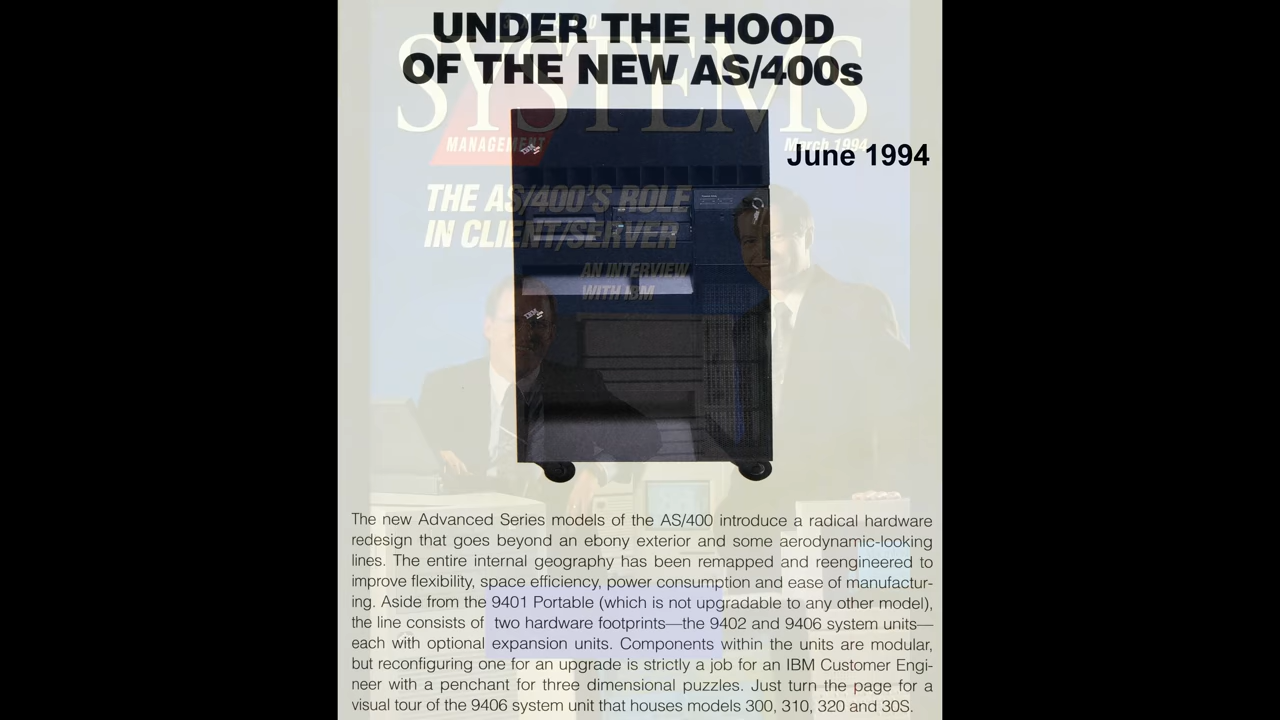 UNDER THE HOOD
OF THE NEW AS/400s
SYSTEMS
MANAGEMENT
March 1994
June 1994
THE AS/400'S ROLE
IN CLIENT/SERVER
AN INTERVIEW
WITH IBM
IBM
IBM
The new Advanced Series models of the AS/400 introduce a radical hardware
redesign that goes beyond an ebony exterior and some aerodynamic-looking
lines. The entire internal geography has been remapped and reengineered to
improve flexibility, space efficiency, power consumption and ease of manufactur-
ing. Aside from the 9401 Portable (which is not upgradable to any other model),
the line consists of two hardware footprints—the 9402 and 9406 system units—
each with optional expansion units. Components within the units are modular,
but reconfiguring one for an upgrade is strictly a job for an IBM Customer Engi-
neer with a penchant for three dimensional puzzles. Just turn the page for a
visual tour of the 9406 system unit that houses models 300, 310, 320 and 30S.